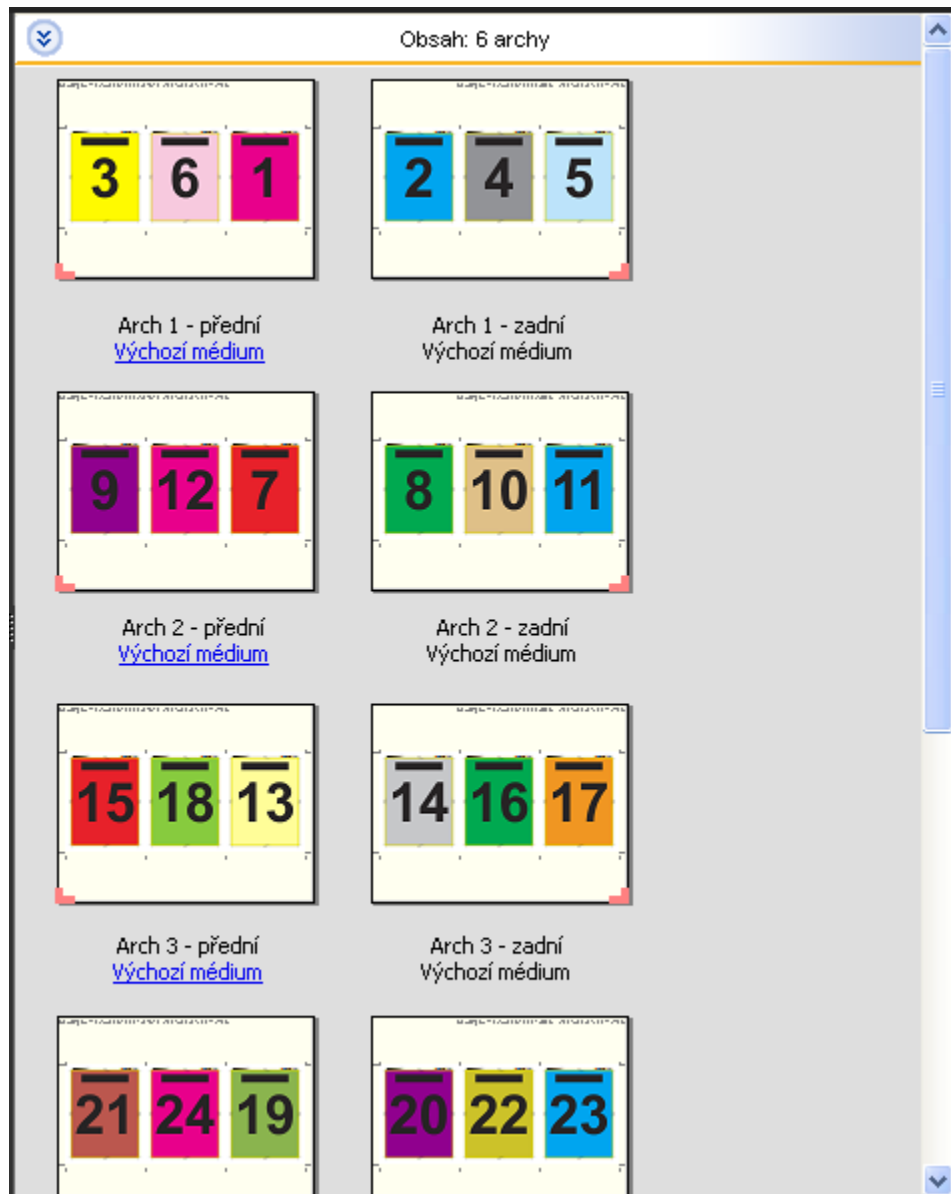 Obsah: 6 archy
3 6 1
2 4 5
Arch 1 - přední
Výchozí médium
Arch 1 - zadní
Výchozí médium
9 12 7
8 10 11
Arch 2 - přední
Výchozí médium
Arch 2 - zadní
Výchozí médium
15 18 13
14 16 17
Arch 3 - přední
Výchozí médium
Arch 3 - zadní
Výchozí médium
21 24 19
20 22 23